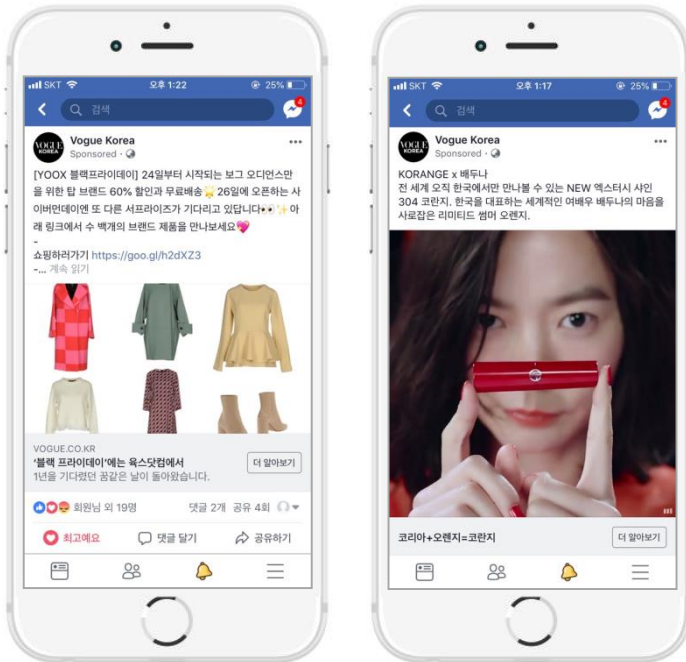 SKT 오후 1:22 25%
검색 4
VOGUE KOREA
Vogue Korea
Sponsored ·
[YOOX 블랙프라이데이] 24일부터 시작되는 보그 오디언스만
을 위한 탑 브랜드 60% 할인과 무료배송🌟 26일에 오픈하는 사
이버먼데이엔 또 다른 서프라이즈가 기다리고 있답니다👀✨아
래 링크에서 수 백개의 브랜드 제품을 만나보세요💖
-
쇼핑하러가기 https://goo.gl/h2dXZ3
-... 계속 읽기
VOGUE.CO.KR
‘블랙 프라이데이’에는 육스닷컴에서
1년을 기다렸던 꿈같은 날이 돌아왔습니다.
더 알아보기
회원님 외 19명 댓글 2개 공유 4회
최고예요 댓글 달기 공유하기
SKT 오후 1:17 25%
검색 4
VOGUE KOREA
Vogue Korea
Sponsored ·
KORANGE x 배두나
전 세계 오직 한국에서만 만나볼 수 있는 NEW 엑스터시 샤인
304 코란지. 한국을 대표하는 세계적인 여배우 배두나의 마음을
사로잡은 리미티드 썸머 오렌지.
코리아+오렌지=코란지 더 알아보기